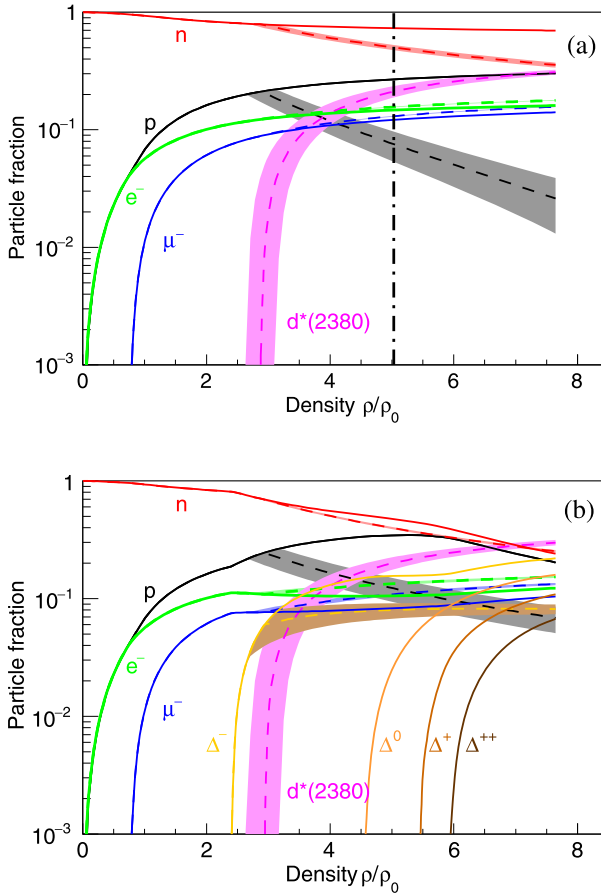 1
(a)
n
10⁻¹
p
e⁻
10⁻²
μ⁻
d*(2380)
10⁻³
0 2 4 6 8
Particle fraction
Density ρ/ρ₀
1
(b)
n
p
10⁻¹
e⁻
μ⁻
10⁻²
Δ⁻ Δ⁰ Δ⁺ Δ⁺⁺
d*(2380)
10⁻³
0 2 4 6 8
Particle fraction
Density ρ/ρ₀